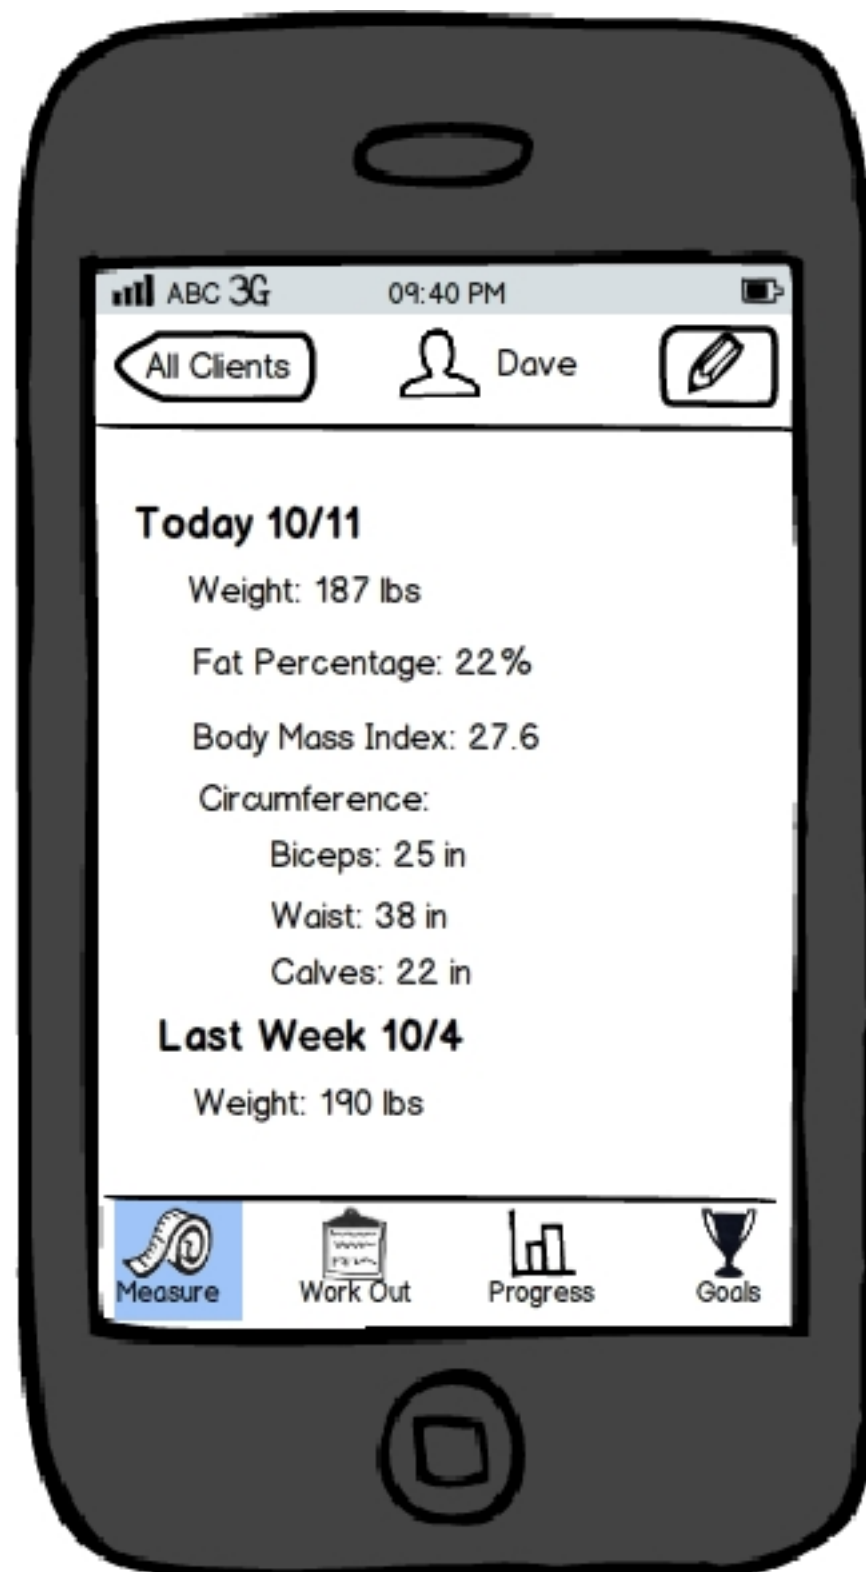 ABC 3G 09:40 PM
All Clients Dave
Today 10/11
Weight: 187 lbs
Fat Percentage: 22%
Body Mass Index: 27.6
Circumference:
Biceps: 25 in
Waist: 38 in
Calves: 22 in
Last Week 10/4
Weight: 190 lbs
Measure Work Out Progress Goals